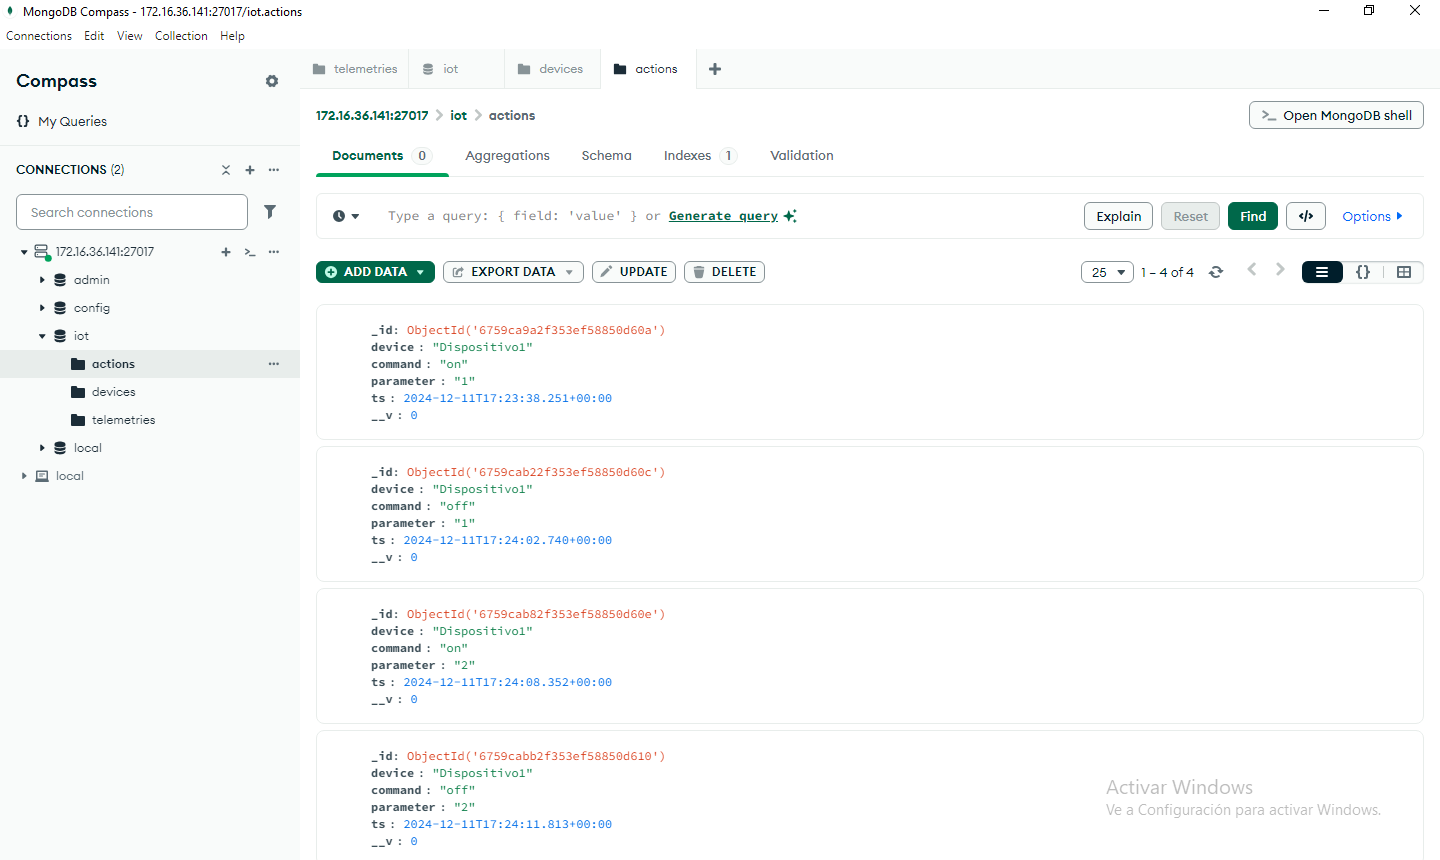 MongoDB Compass - 172.16.36.141:27017/iot.actions
Connections Edit View Collection Help
Compass
{} My Queries
CONNECTIONS (2)
Search connections
172.16.36.141:27017
admin
config
iot
actions
devices
telemetries
local
local
telemetries iot devices actions
172.16.36.141:27017 > iot > actions
>_ Open MongoDB shell
Documents 0 Aggregations Schema Indexes 1 Validation
Type a query: { field: 'value' } or Generate query
Explain Reset Find </> Options
ADD DATA EXPORT DATA UPDATE DELETE
25 1 – 4 of 4 {}
_id: ObjectId('6759ca9a2f353ef58850d60a')
device : "Dispositivo1"
command : "on"
parameter : "1"
ts : 2024-12-11T17:23:38.251+00:00
__v : 0
_id: ObjectId('6759cab22f353ef58850d60c')
device : "Dispositivo1"
command : "off"
parameter : "1"
ts : 2024-12-11T17:24:02.740+00:00
__v : 0
_id: ObjectId('6759cab82f353ef58850d60e')
device : "Dispositivo1"
command : "on"
parameter : "2"
ts : 2024-12-11T17:24:08.352+00:00
__v : 0
_id: ObjectId('6759cabb2f353ef58850d610')
device : "Dispositivo1"
command : "off"
parameter : "2"
ts : 2024-12-11T17:24:11.813+00:00
__v : 0
Activar Windows
Ve a Configuración para activar Windows.